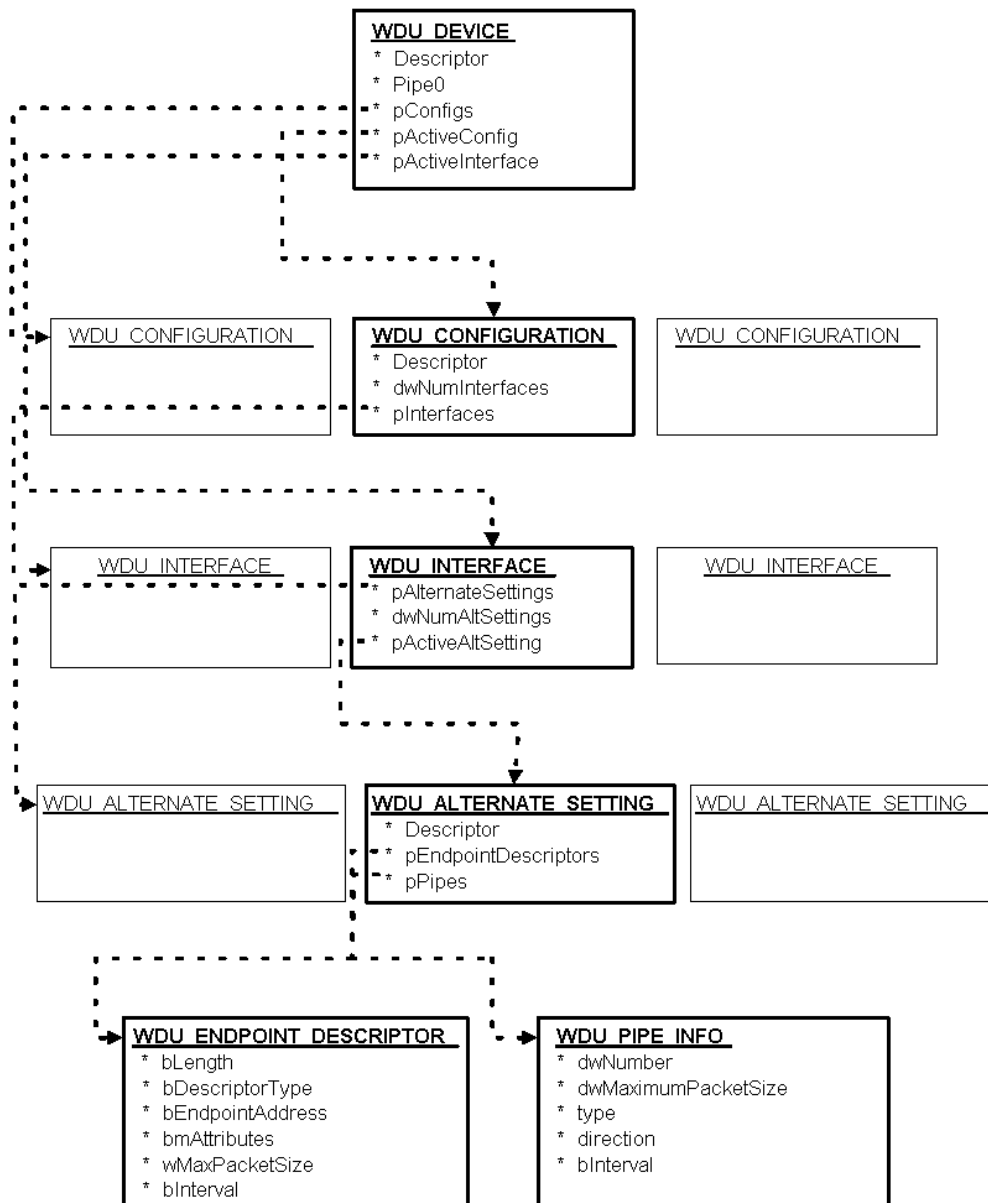 WDU_DEVICE
* Descriptor
* Pipe0
* pConfigs
* pActiveConfig
* pActiveInterface
WDU_CONFIGURATION
WDU_CONFIGURATION
* Descriptor
* dwNumInterfaces
* pInterfaces
WDU_CONFIGURATION
WDU_INTERFACE
WDU_INTERFACE
* pAlternateSettings
* dwNumAltSettings
* pActiveAltSetting
WDU_INTERFACE
WDU_ALTERNATE_SETTING
WDU_ALTERNATE_SETTING
* Descriptor
* pEndpointDescriptors
* pPipes
WDU_ALTERNATE_SETTING
WDU_ENDPOINT_DESCRIPTOR
* bLength
* bDescriptorType
* bEndpointAddress
* bmAttributes
* wMaxPacketSize
* bInterval
WDU_PIPE_INFO
* dwNumber
* dwMaximumPacketSize
* type
* direction
* bInterval